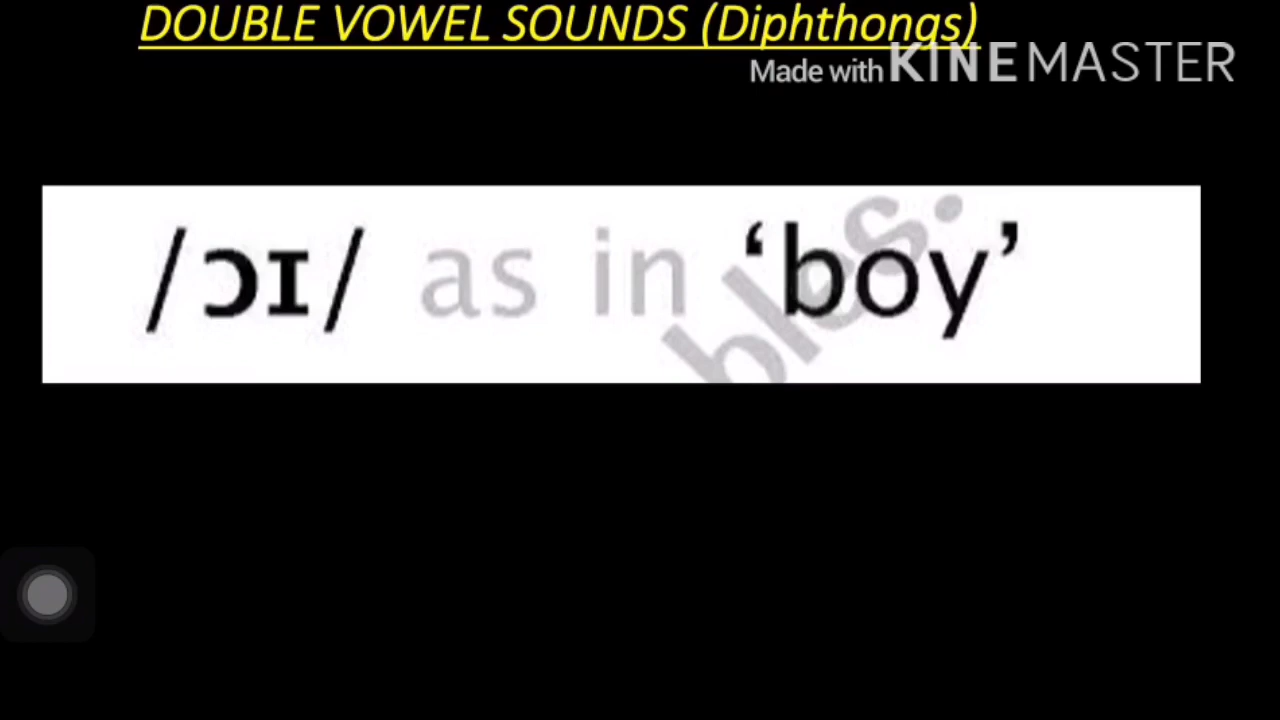 DOUBLE VOWEL SOUNDS (Diphthongs)
Made with KINEMASTER
/ɔɪ/ as in ‘boy’